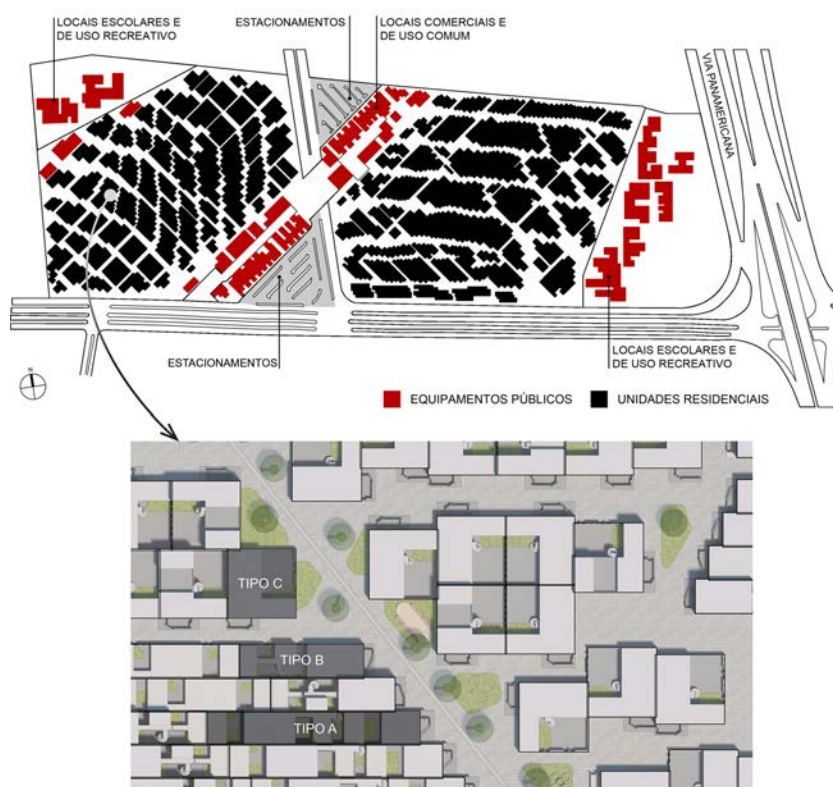 LOCAIS ESCOLARES E
DE USO RECREATIVO
ESTACIONAMENTOS
LOCAIS COMERCIAIS E
DE USO COMUM
VIA PANAMERICANA
ESTACIONAMENTOS
LOCAIS ESCOLARES E
DE USO RECREATIVO
N
EQUIPAMENTOS PÚBLICOS
UNIDADES RESIDENCIAIS
TIPO C
TIPO B
TIPO A